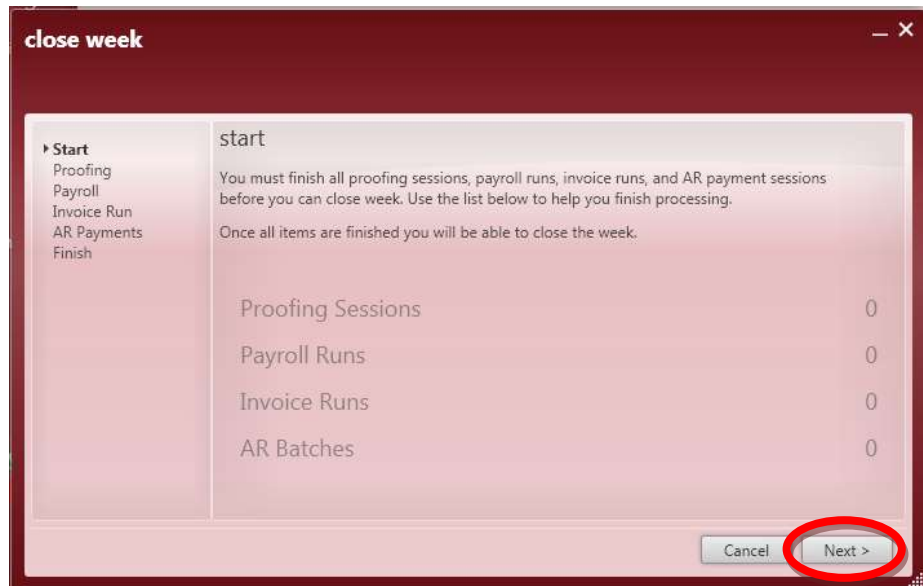 close week
Start
Proofing
Payroll
Invoice Run
AR Payments
Finish
start
You must finish all proofing sessions, payroll runs, invoice runs, and AR payment sessions
before you can close week. Use the list below to help you finish processing.
Once all items are finished you will be able to close the week.
Proofing Sessions 0
Payroll Runs 0
Invoice Runs 0
AR Batches 0
Cancel Next >